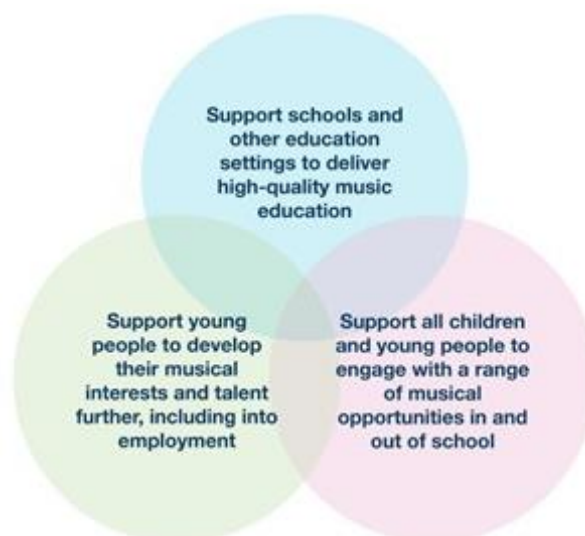 Support schools and
other education
settings to deliver
high-quality music
education
Support young
people to develop
their musical
interests and talent
further, including into
employment
Support all children
and young people to
engage with a range
of musical
opportunities in and
out of school